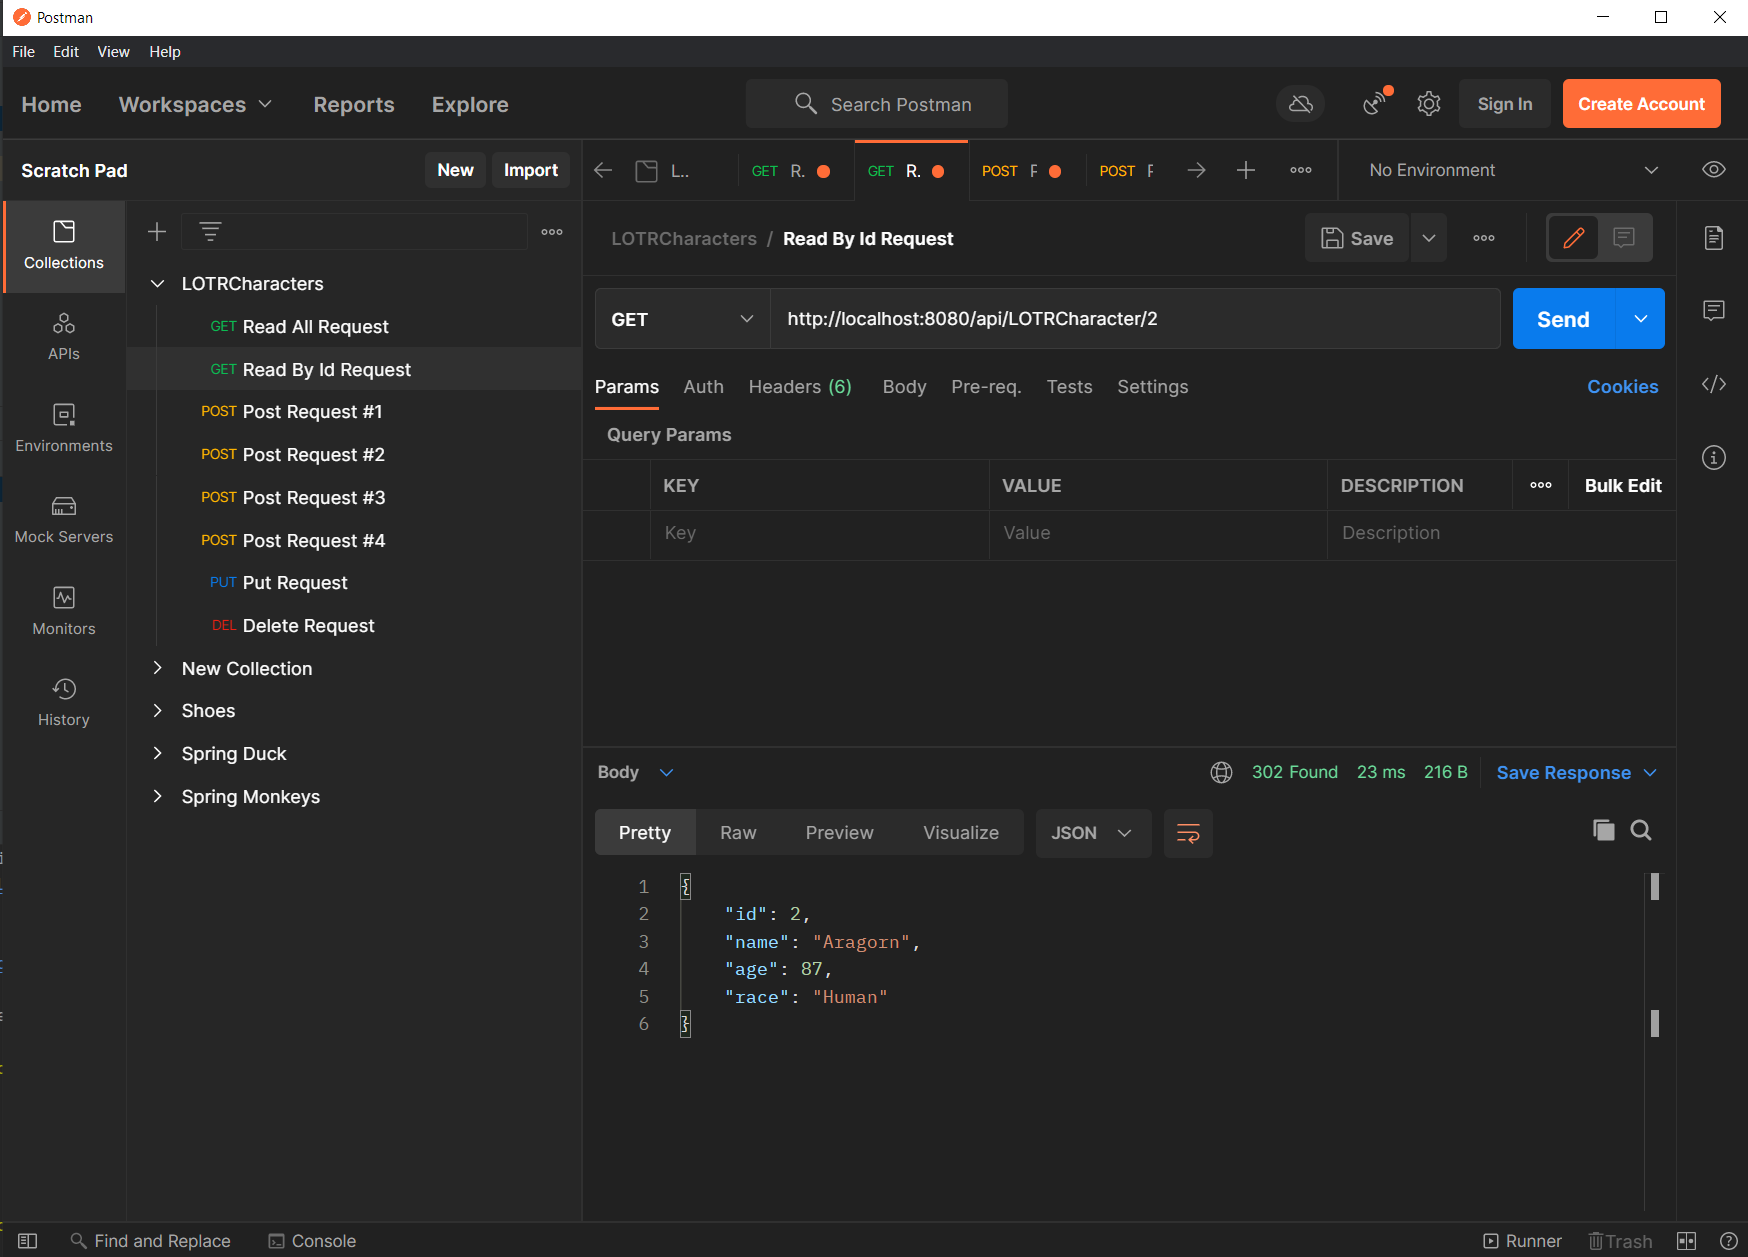 Postman
File Edit View Help
Home Workspaces Reports Explore Search Postman Sign In Create Account
Scratch Pad New Import L.. GET R. GET R. POST POST No Environment
Collections
APIs
Environments
Mock Servers
Monitors
History
LOTRCharacters
GET Read All Request
GET Read By Id Request
POST Post Request #1
POST Post Request #2
POST Post Request #3
POST Post Request #4
PUT Put Request
DEL Delete Request
New Collection
Shoes
Spring Duck
Spring Monkeys
LOTRCharacters / Read By Id Request Save
GET http://localhost:8080/api/LOTRCharacter/2 Send
Params Auth Headers (6) Body Pre-req. Tests Settings Cookies
Query Params
KEY VALUE DESCRIPTION Bulk Edit
Key Value Description
Body 302 Found 23 ms 216 B Save Response
Pretty Raw Preview Visualize JSON
1 {
2 "id": 2,
3 "name": "Aragorn",
4 "age": 87,
5 "race": "Human"
6 }
Find and Replace Console Runner Trash